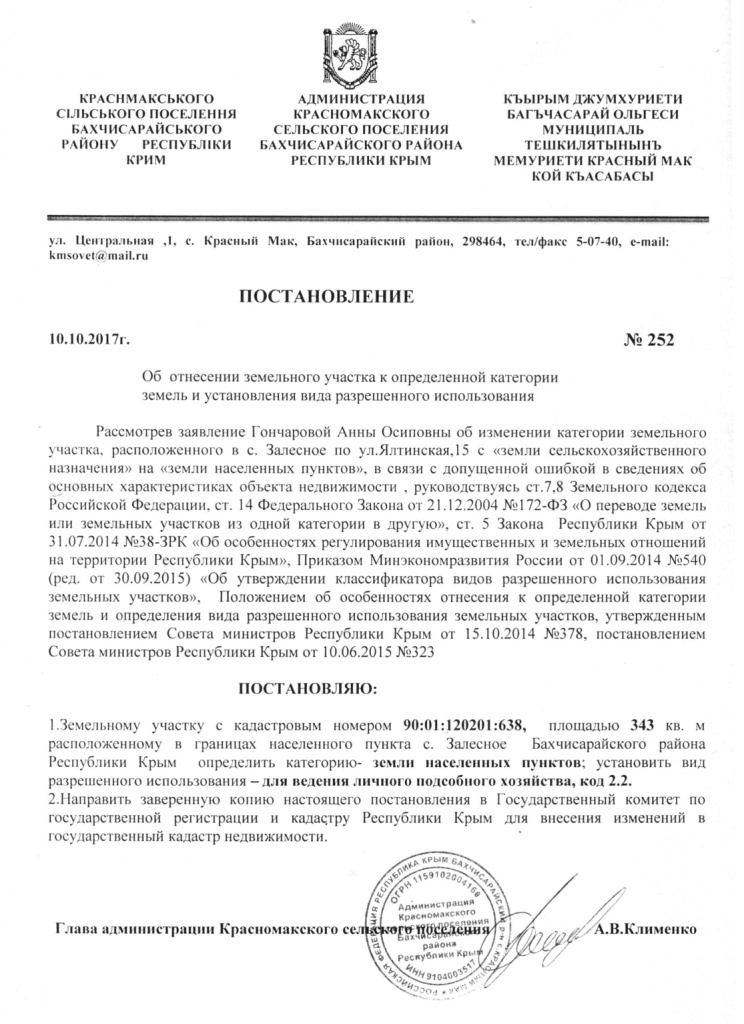 КРАСНМАКСЬКОГО
СІЛЬСЬКОГО ПОСЕЛЕННЯ
БАХЧИСАРАЙСЬКОГО
РАЙОНУ РЕСПУБЛІКИ
КРИМ
АДМИНИСТРАЦИЯ
КРАСНОМАКСКОГО
СЕЛЬСКОГО ПОСЕЛЕНИЯ
БАХЧИСАРАЙСКОГО РАЙОНА
РЕСПУБЛИКИ КРЫМ
КЪЫРЫМ ДЖУМХУРИЕТИ
БАГЪЧАСАРАЙ ОЛЬГЕСИ
МУНИЦИПАЛЬ
ТЕШКИЛЯТЫНЫНЪ
МЕМУРИЕТИ КРАСНЫЙ МАК
КОЙ КЪАСАБАСЫ
ул. Центральная ,1, с. Красный Мак, Бахчисарайский район, 298464, тел/факс 5-07-40, e-mail:
kmsovet@mail.ru
ПОСТАНОВЛЕНИЕ
10.10.2017г. № 252
Об отнесении земельного участка к определенной категории
земель и установления вида разрешенного использования
Рассмотрев заявление Гончаровой Анны Осиповны об изменении категории земельного
участка, расположенного в с. Залесное по ул.Ялтинская,15 с «земли сельскохозяйственного
назначения» на «земли населенных пунктов», в связи с допущенной ошибкой в сведениях об
основных характеристиках объекта недвижимости , руководствуясь ст.7,8 Земельного кодекса
Российской Федерации, ст. 14 Федерального Закона от 21.12.2004 №172-ФЗ «О переводе земель
или земельных участков из одной категории в другую», ст. 5 Закона Республики Крым от
31.07.2014 №38-ЗРК «Об особенностях регулирования имущественных и земельных отношений
на территории Республики Крым», Приказом Минэкономразвития России от 01.09.2014 №540
(ред. от 30.09.2015) «Об утверждении классификатора видов разрешенного использования
земельных участков», Положением об особенностях отнесения к определенной категории
земель и определения вида разрешенного использования земельных участков, утвержденным
постановлением Совета министров Республики Крым от 15.10.2014 №378, постановлением
Совета министров Республики Крым от 10.06.2015 №323
ПОСТАНОВЛЯЮ:
1.Земельному участку с кадастровым номером 90:01:120201:638, площадью 343 кв. м
расположенному в границах населенного пункта с. Залесное Бахчисарайского района
Республики Крым определить категорию- земли населенных пунктов; установить вид
разрешенного использования – для ведения личного подсобного хозяйства, код 2.2.
2.Направить заверенную копию настоящего постановления в Государственный комитет по
государственной регистрации и кадастру Республики Крым для внесения изменений в
государственный кадастр недвижимости.
Глава администрации Красномакского сельского поселения А.В.Клименко
РОССИЙСКАЯ ФЕДЕРАЦИЯ РЕСПУБЛИКА КРЫМ БАХЧИСАРАЙСКИЙ
ОГРН 1159102004160
Администрация
Красномакского
сельского поселения
Бахчисарайского
района
Республики Крым
ИНН 9104003517